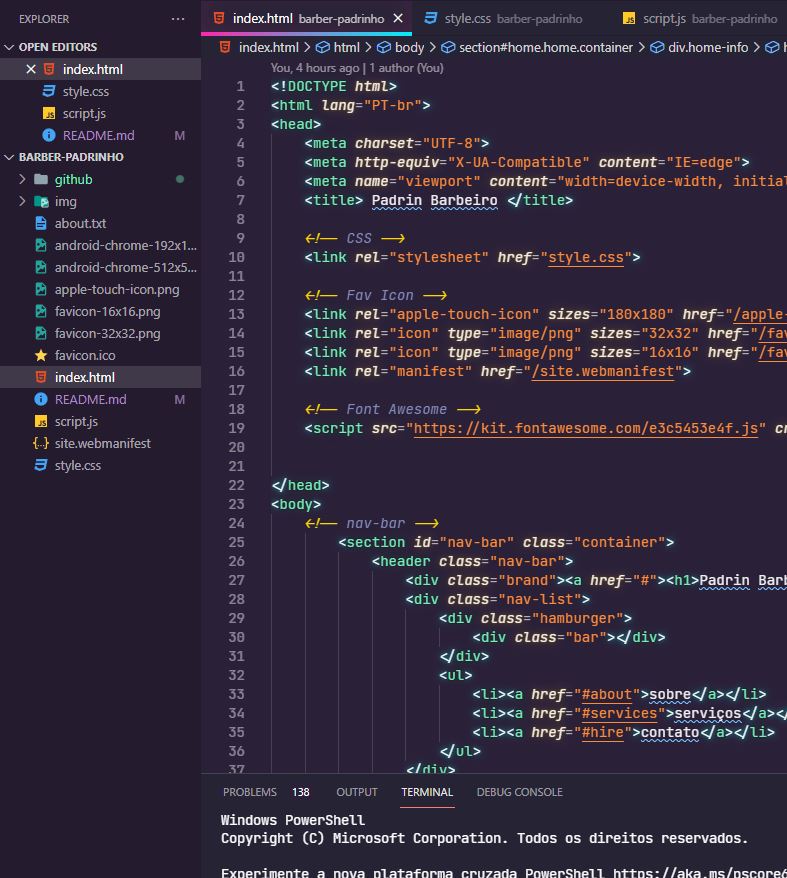 EXPLORER ...
OPEN EDITORS
index.html
style.css
script.js
README.md M
BARBER-PADRINHO
github
img
about.txt
android-chrome-192x1...
android-chrome-512x5...
apple-touch-icon.png
favicon-16x16.png
favicon-32x32.png
favicon.ico
index.html
README.md M
script.js
site.webmanifest
style.css
index.html barber-padrinho style.css barber-padrinho script.js barber-padrinho
index.html > html > body > section#home.home.container > div.home-info >
You, 4 hours ago | 1 author (You)
1 <!DOCTYPE html>
2 <html lang="PT-br">
3 <head>
4 <meta charset="UTF-8">
5 <meta http-equiv="X-UA-Compatible" content="IE=edge">
6 <meta name="viewport" content="width=device-width, initial
7 <title> Padrin Barbeiro </title>
8
9 <!-- CSS -->
10 <link rel="stylesheet" href="style.css">
11
12 <!-- Fav Icon -->
13 <link rel="apple-touch-icon" sizes="180x180" href="/apple-
14 <link rel="icon" type="image/png" sizes="32x32" href="/fav
15 <link rel="icon" type="image/png" sizes="16x16" href="/fav
16 <link rel="manifest" href="/site.webmanifest">
17
18 <!-- Font Awesome -->
19 <script src="https://kit.fontawesome.com/e3c5453e4f.js" cr
20
21
22 </head>
23 <body>
24 <!-- nav-bar -->
25 <section id="nav-bar" class="container">
26 <header class="nav-bar">
27 <div class="brand"><a href="#"><h1>Padrin Barb
28 <div class="nav-list">
29 <div class="hamburger">
30 <div class="bar"></div>
31 </div>
32 <ul>
33 <li><a href="#about">sobre</a></li>
34 <li><a href="#services">serviços</a></
35 <li><a href="#hire">contato</a></li>
36 </ul>
37 </div>
PROBLEMS 138 OUTPUT TERMINAL DEBUG CONSOLE
Windows PowerShell
Copyright (C) Microsoft Corporation. Todos os direitos reservados.
Experimente a nova plataforma cruzada PowerShell https://aka.ms/pscore6